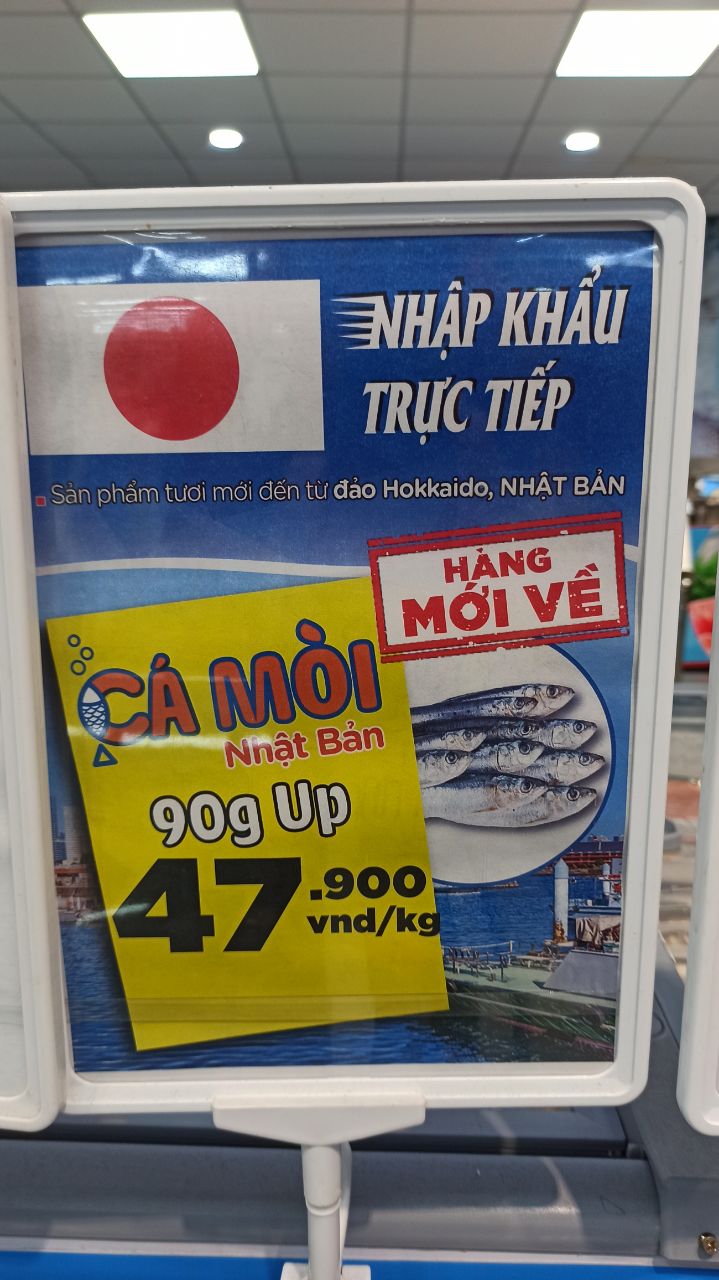 NHẬP KHẨU
TRỰC TIẾP
Sản phẩm tươi mới đến từ đảo Hokkaido, NHẬT BẢN
HÀNG
MỚI VỀ
CÁ MÒI
Nhật Bản
90g Up
47.900
vnd/kg